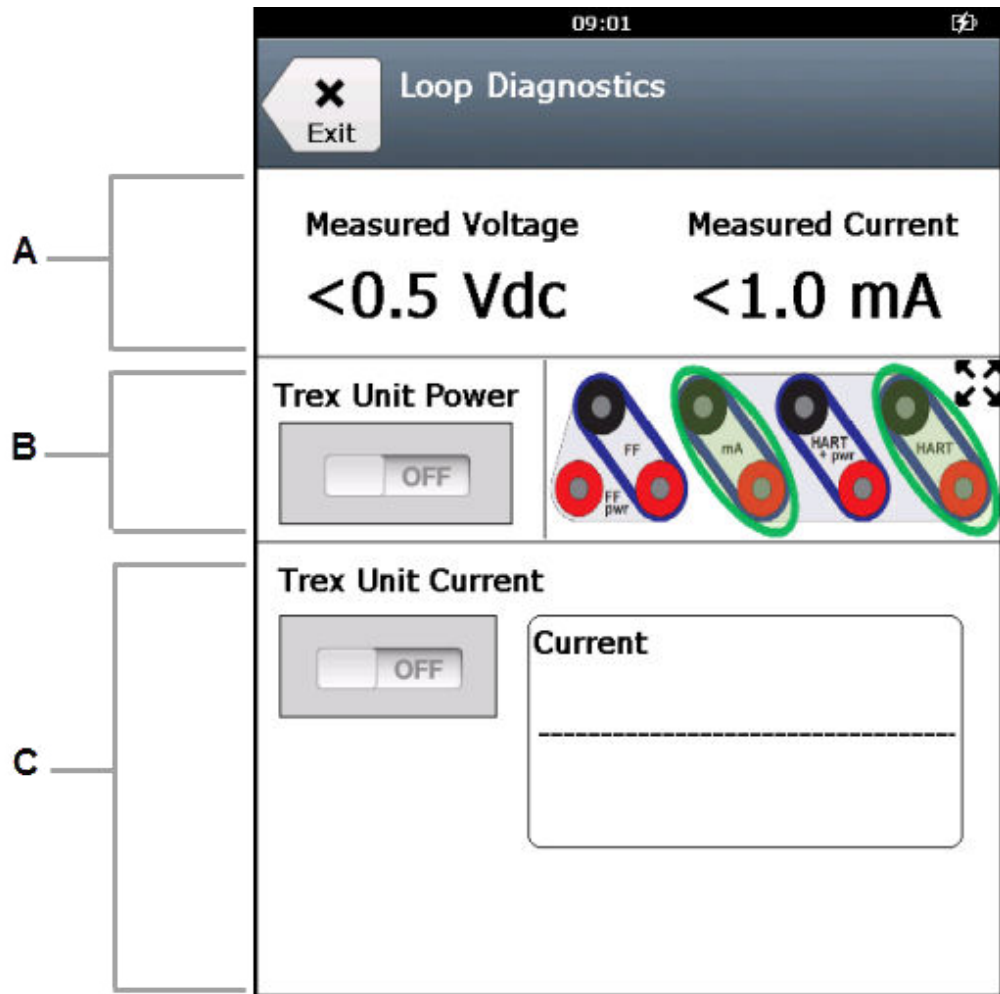 09:01
Exit
Loop Diagnostics
A
Measured Voltage
Measured Current
<0.5 Vdc
<1.0 mA
B
Trex Unit Power
OFF
FF
FF
pwr
mA
HART
+ pwr
HART
C
Trex Unit Current
OFF
Current